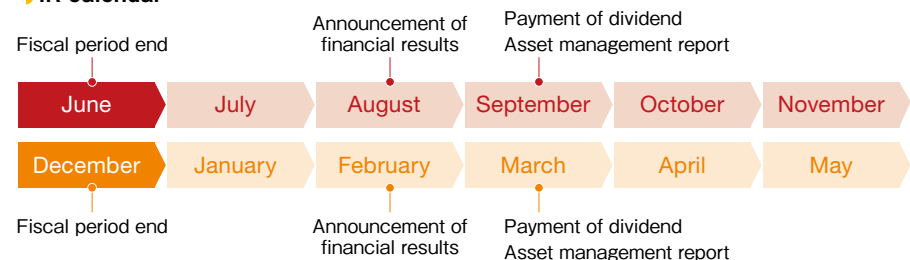 IR calendar
Announcement of
financial results
Payment of dividend
Asset management report
Fiscal period end
June July August September October November
December January February March April May
Fiscal period end
Announcement of
financial results
Payment of dividend
Asset management report